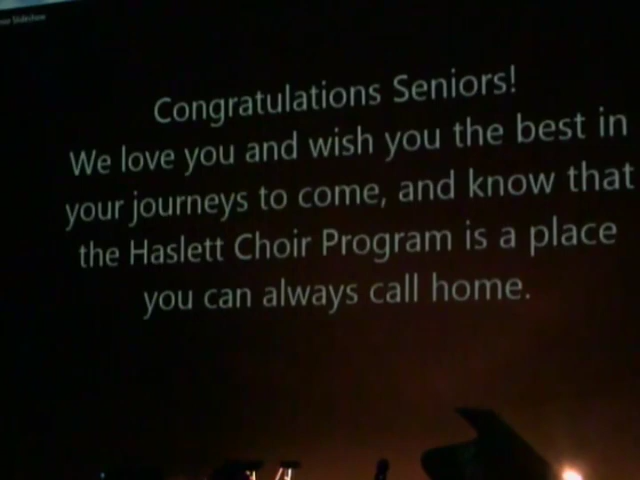 Slideshow
Congratulations Seniors!
We love you and wish you the best in
your journeys to come, and know that
the Haslett Choir Program is a place
you can always call home.